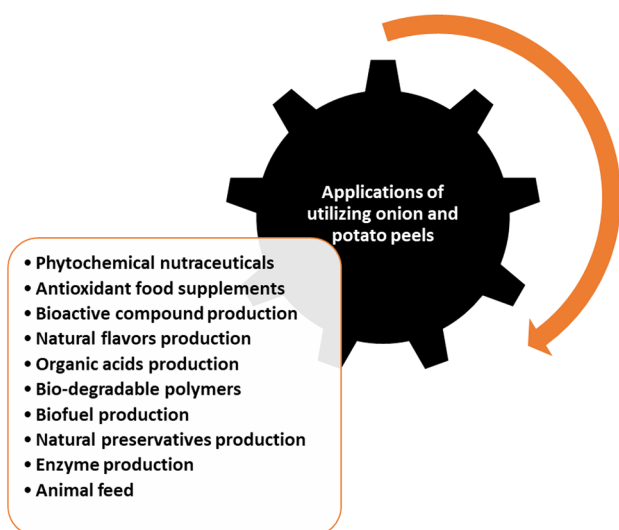 Applications of
utilizing onion and
potato peels
• Phytochemical nutraceuticals
• Antioxidant food supplements
• Bioactive compound production
• Natural flavors production
• Organic acids production
• Bio-degradable polymers
• Biofuel production
• Natural preservatives production
• Enzyme production
• Animal feed